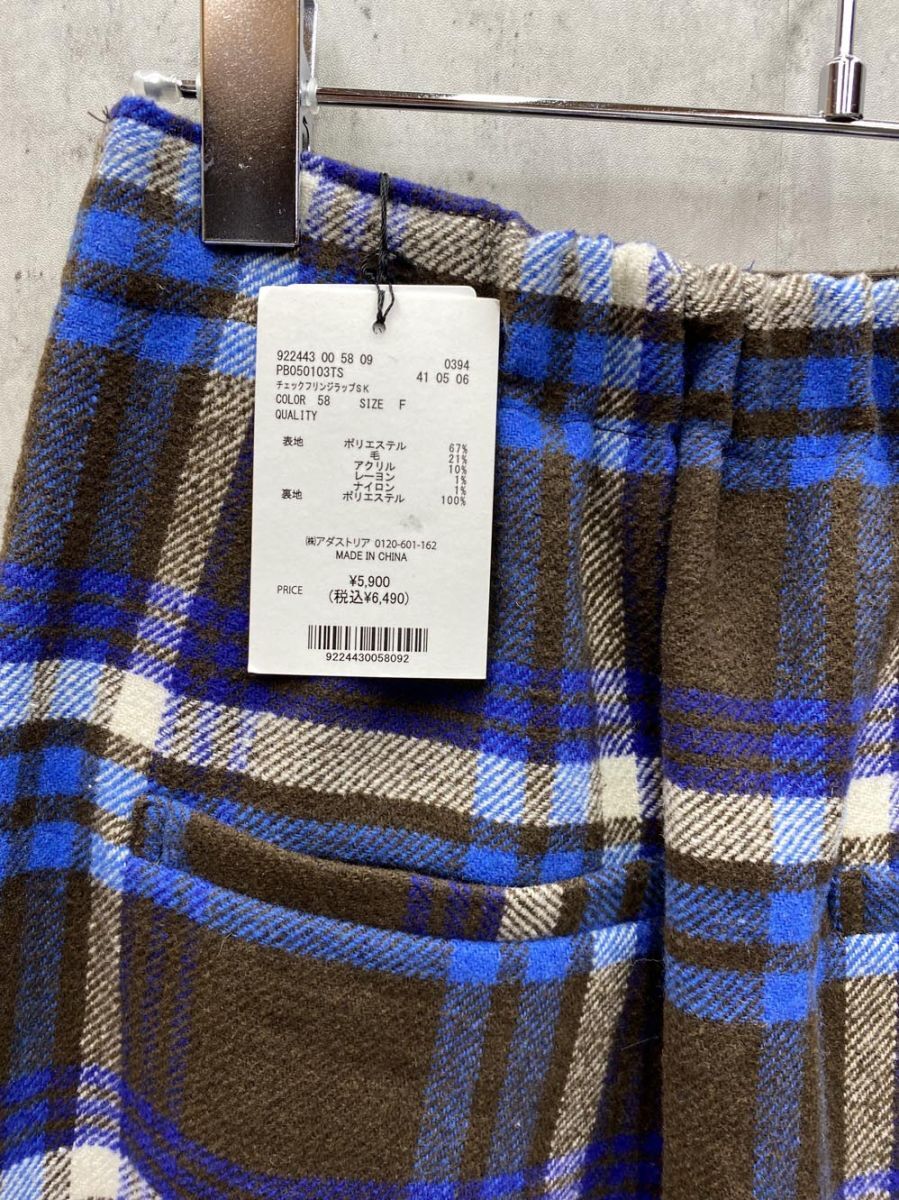 922443 00 58 09 0394
PB050103TS 41 05 06
チェックフリンジラップSK
COLOR 58 SIZE F
QUALITY
表地 ポリエステル 67%
毛 21%
アクリル 10%
レーヨン 1%
ナイロン 1%
裏地 ポリエステル 100%
㈱アダストリア 0120-601-162
MADE IN CHINA
PRICE ¥5,900
(税込¥6,490)
9224430058092